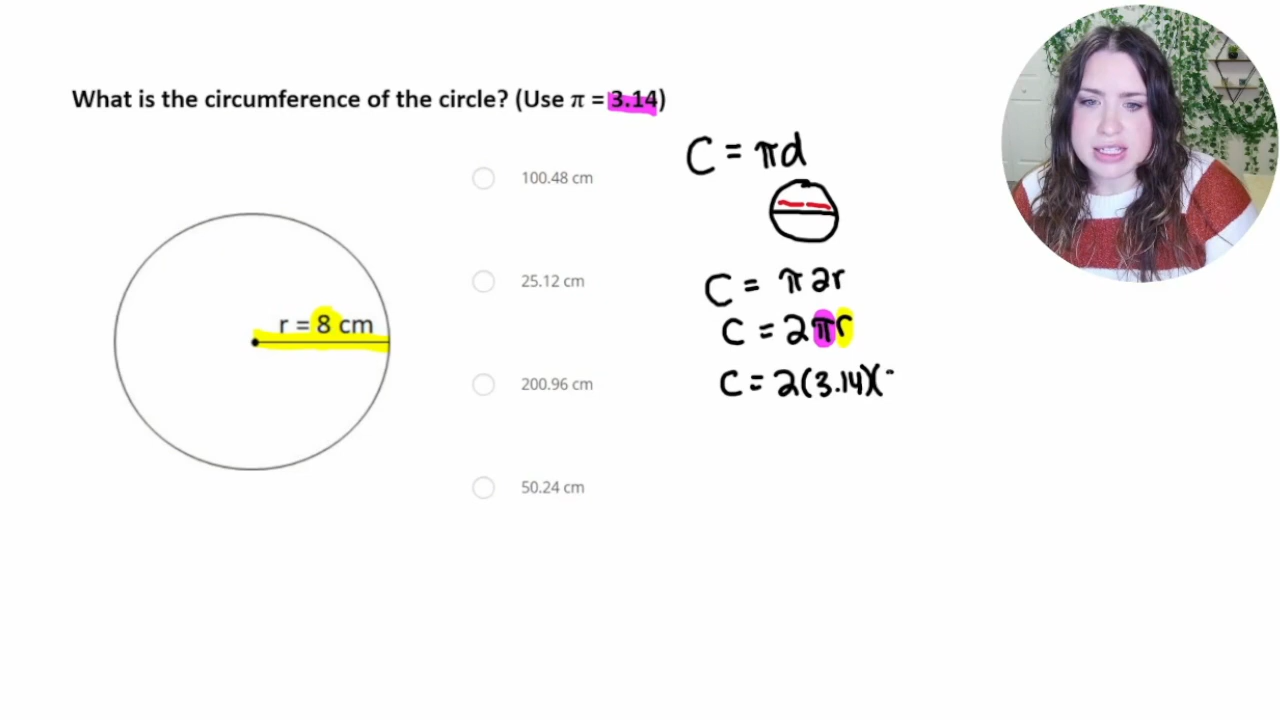 What is the circumference of the circle? (Use π = 3.14)
C = πd
100.48 cm
25.12 cm
C = π2r
r = 8 cm
C = 2πr
200.96 cm
C = 2(3.14)(
50.24 cm